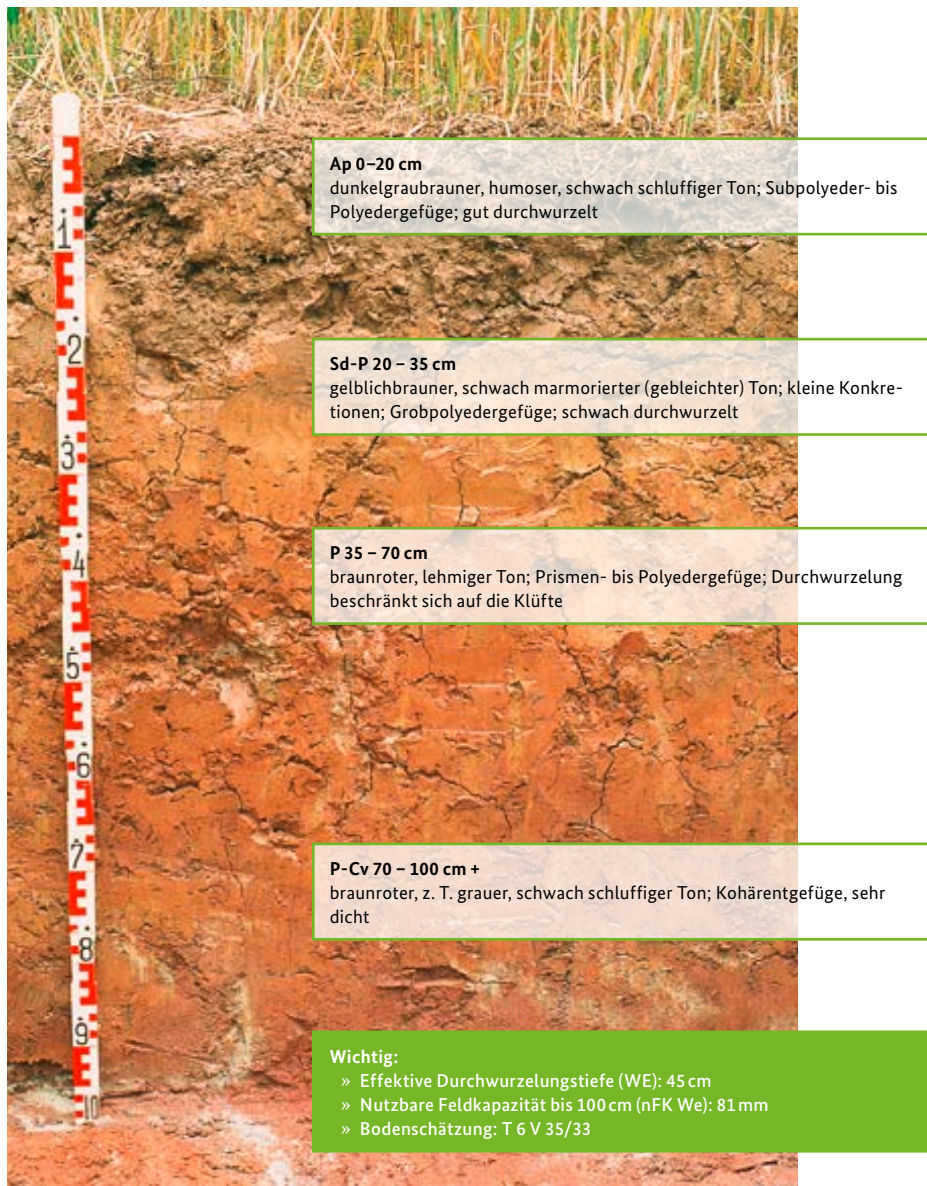 Ap 0–20 cm
dunkelgraubrauner, humoser, schwach schluffiger Ton; Subpolyeder- bis
Polyedergefüge; gut durchwurzelt
1
Sd-P 20 – 35 cm
gelblichbrauner, schwach marmorierter (gebleichter) Ton; kleine Konkre-
tionen; Grobpolyedergefüge; schwach durchwurzelt
2
3
P 35 – 70 cm
braunroter, lehmiger Ton; Prismen- bis Polyedergefüge; Durchwurzelung
beschränkt sich auf die Klüfte
4
5
6
7
P-Cv 70 – 100 cm +
braunroter, z. T. grauer, schwach schluffiger Ton; Kohärentgefüge, sehr
dicht
8
9
10
Wichtig:
» Effektive Durchwurzelungstiefe (WE): 45 cm
» Nutzbare Feldkapazität bis 100 cm (nFK We): 81 mm
» Bodenschätzung: T 6 V 35/33